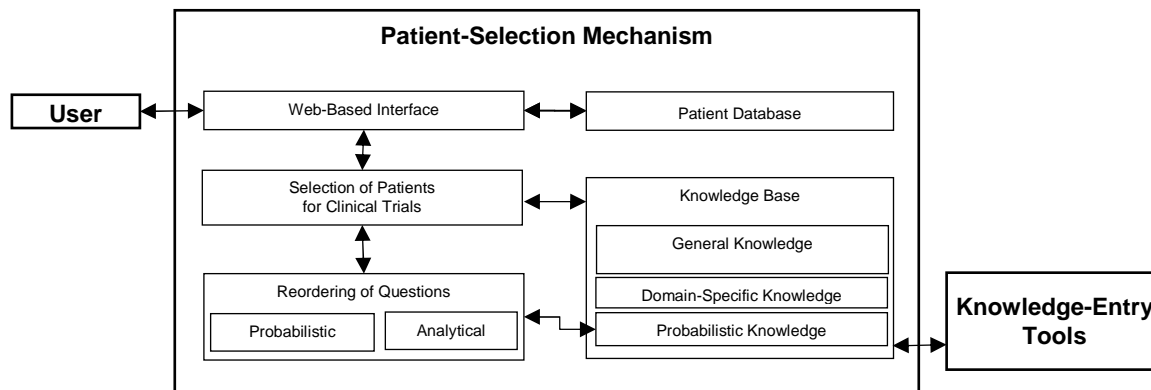 Patient-Selection Mechanism
User
Web-Based Interface
Patient Database
Selection of Patients
for Clinical Trials
Knowledge Base
General Knowledge
Domain-Specific Knowledge
Probabilistic Knowledge
Reordering of Questions
Probabilistic
Analytical
Knowledge-Entry
Tools